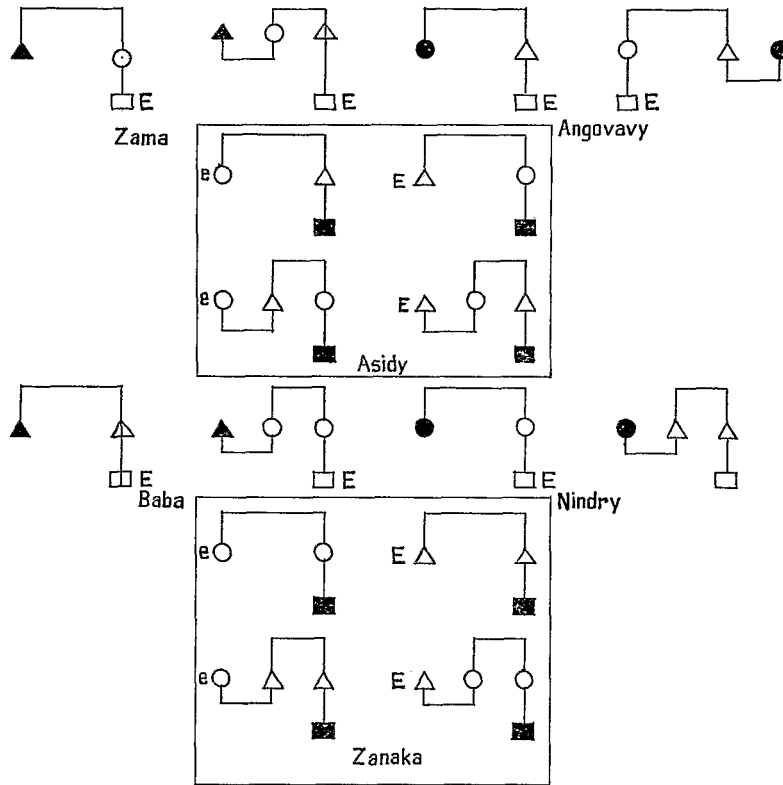 E E E E
Zama Angovavy
e E
e E
Asidy
E E E
Baba Nindry
e E
e E
Zanaka